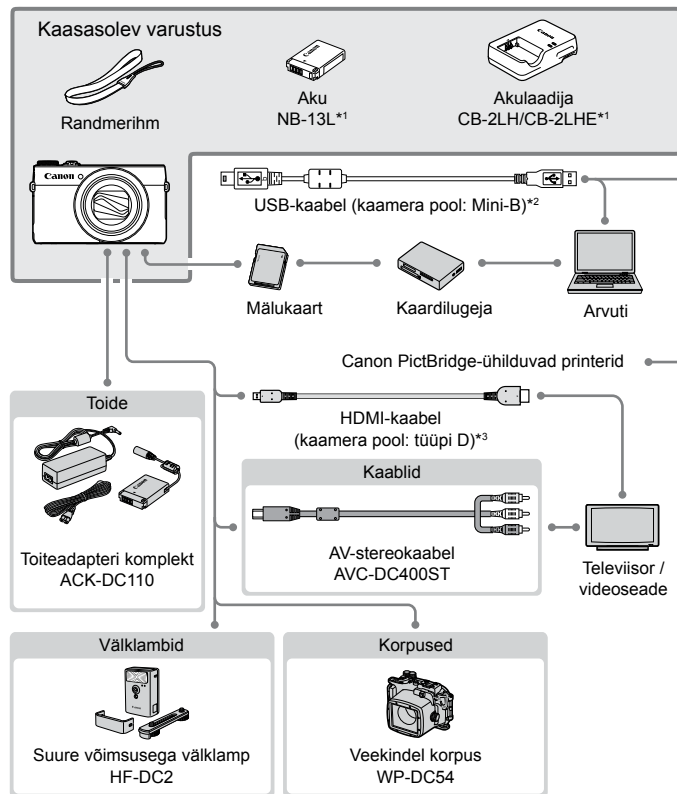 Kaasasolev varustus
Randmerihm
Aku
NB-13L*1
Akulaadija
CB-2LH/CB-2LHE*1
Canon
USB-kaabel (kaamera pool: Mini-B)*2
Mälukaart
Kaardilugeja
Arvuti
Canon PictBridge-ühilduvad printerid
Toide
HDMI-kaabel
(kaamera pool: tüüpi D)*3
Kaablid
Toiteadapteri komplekt
ACK-DC110
AV-stereokaabel
AVC-DC400ST
Televiisor /
videoseade
Välklambid
Suure võimsusega välklamp
HF-DC2
Korpused
Veekindel korpus
WP-DC54